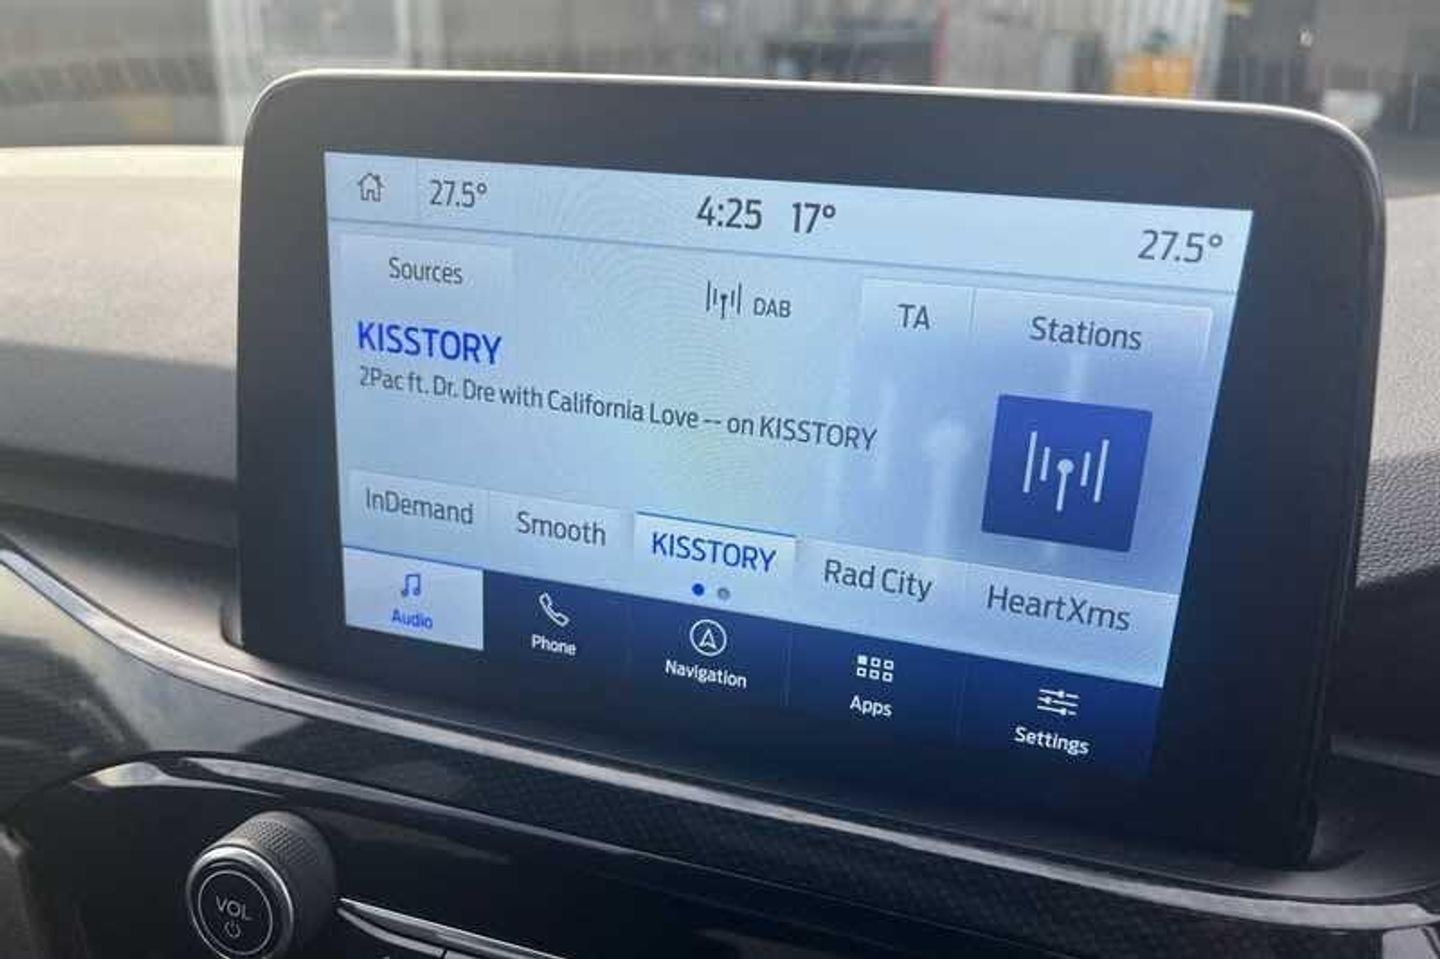 27.5° 4:25 17° 27.5°
Sources DAB TA Stations
KISSTORY
2Pac ft. Dr. Dre with California Love -- on KISSTORY
InDemand Smooth KISSTORY Rad City HeartXms
Audio Phone Navigation Apps Settings
VOL